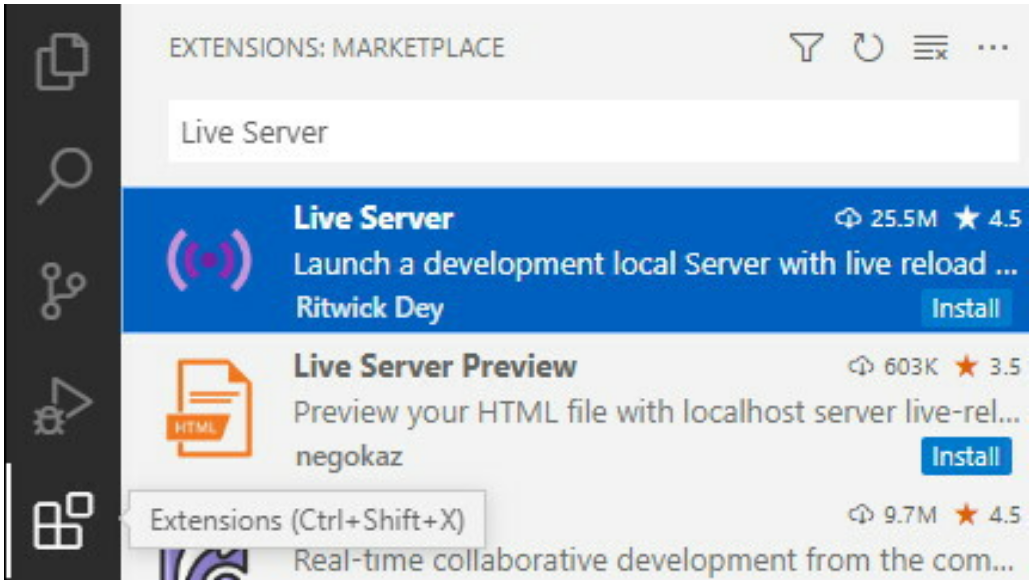 EXTENSIONS: MARKETPLACE
Live Server
Live Server 25.5M 4.5
Launch a development local Server with live reload ...
Ritwick Dey Install
Live Server Preview 603K 3.5
Preview your HTML file with localhost server live-rel...
HTML
negokaz Install
Extensions (Ctrl+Shift+X) 9.7M 4.5
Real-time collaborative development from the com...